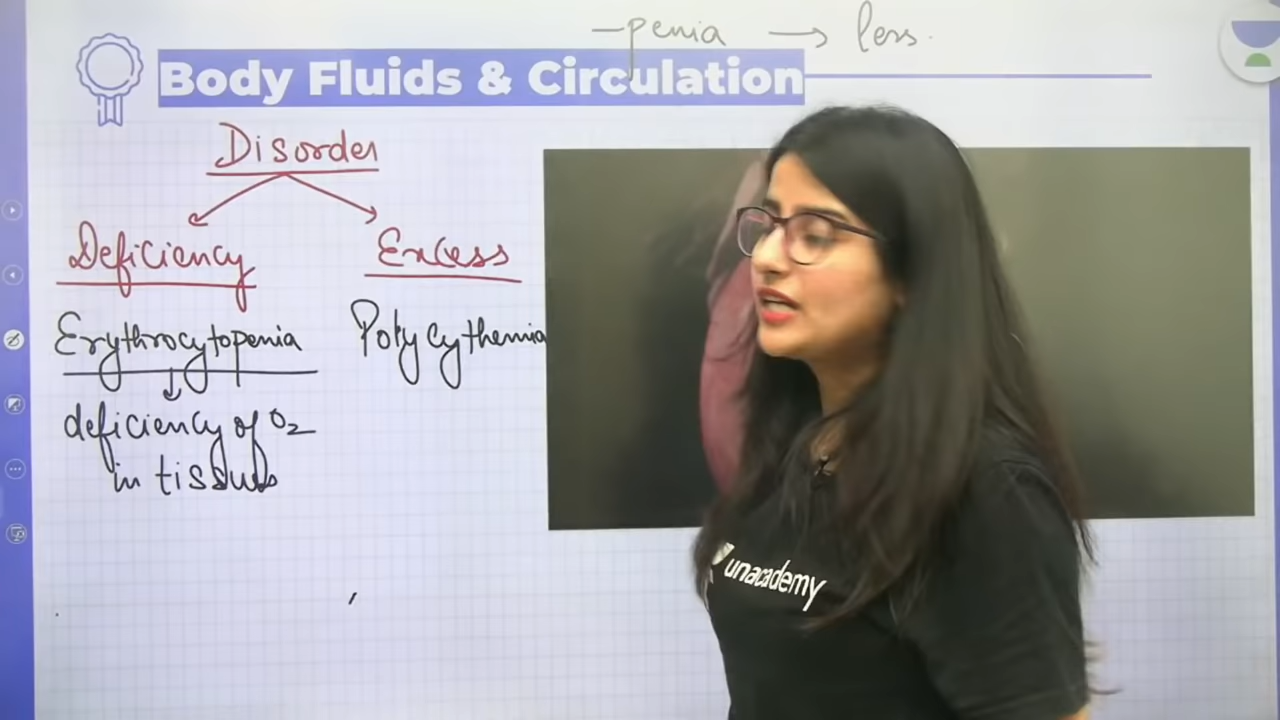 -penia → less.
Body Fluids & Circulation
Disorder
Deficiency Excess
Erythrocytopenia Polycythemia
deficiency of O2
in tissues
unacademy